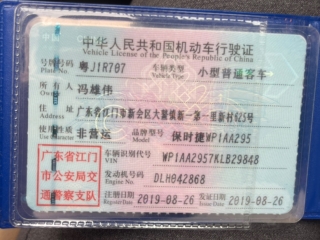 中华人民共和国机动车行驶证
Vehicle License of the People's Republic of China
号牌号码 Plate No. 粤J1R707 车辆类型 Vehicle Type 小型普通客车
所有人 Owner 冯雄伟
住址 Address 广东省江门市新会区大鳌镇新一第一里新村625号
使用性质 Use Character 非营运 品牌型号 Model 保时捷WP1AA295
广东省江门
市公安局交
通警察支队
车辆识别代号 VIN WP1AA2957KLB29848
发动机号码 Engine No. DLH042868
注册日期 Register Date 2019-08-26 发证日期 Issue Date 2019-08-26